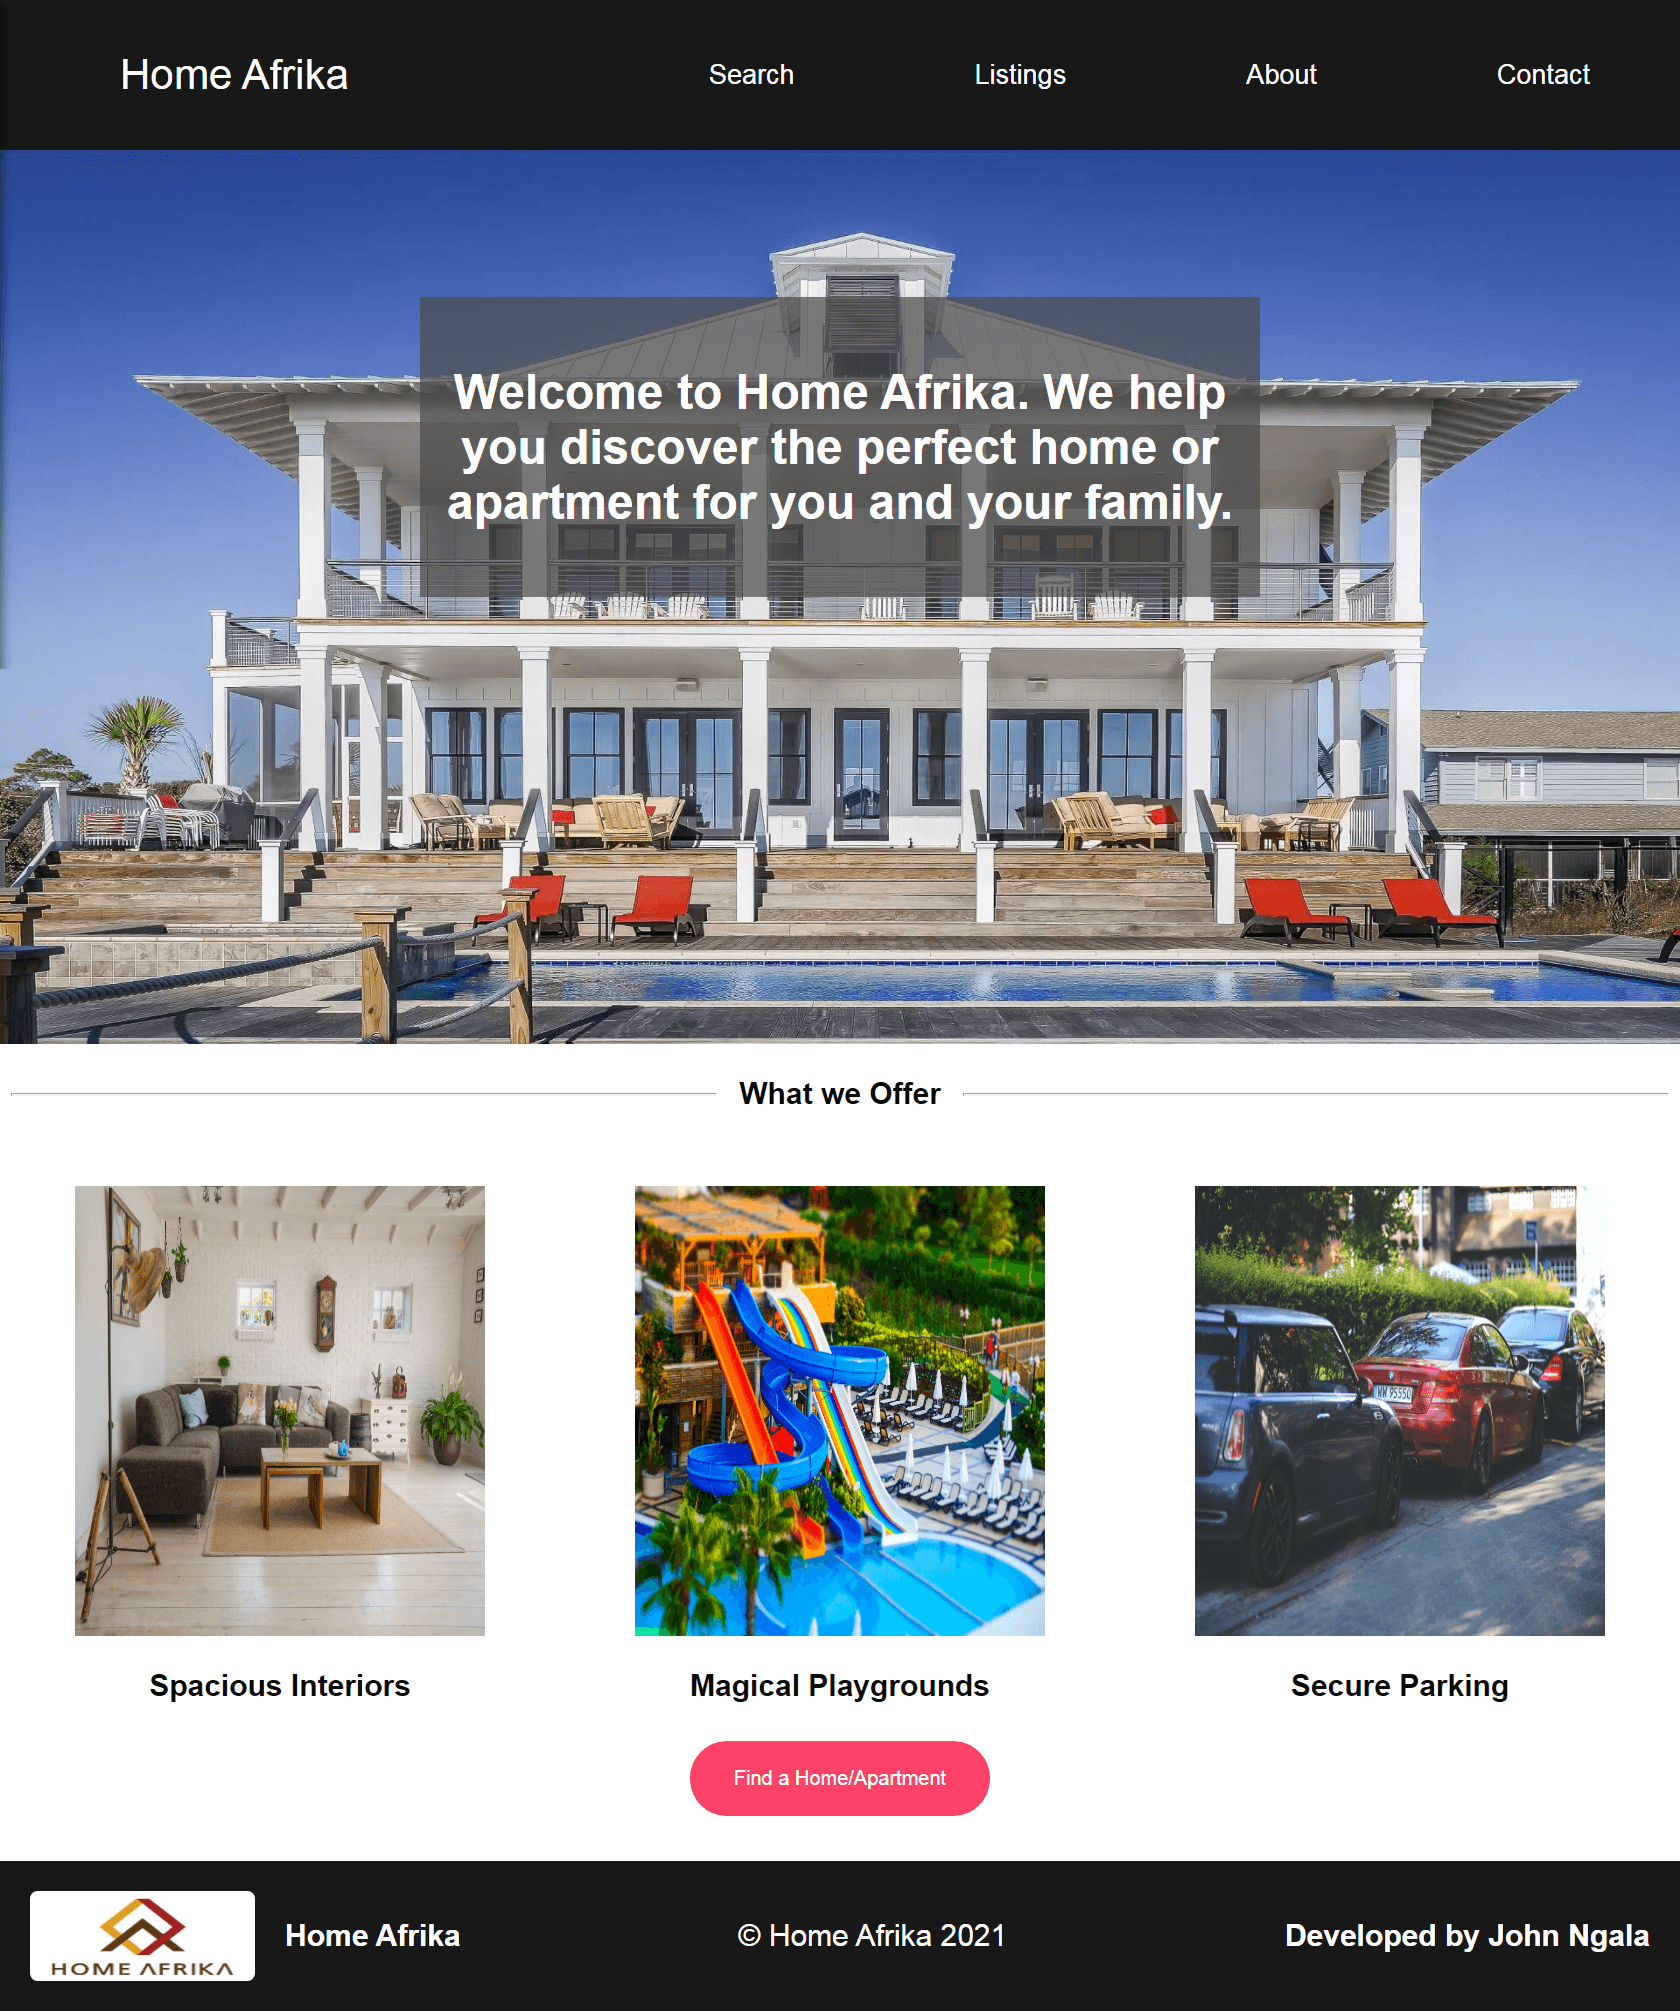 Home Afrika
Search
Listings
About
Contact
Welcome to Home Afrika. We help
you discover the perfect home or
apartment for you and your family.
What we Offer
NW 95550
Spacious Interiors
Magical Playgrounds
Secure Parking
Find a Home/Apartment
HOME AFRIKA
Home Afrika
© Home Afrika 2021
Developed by John Ngala